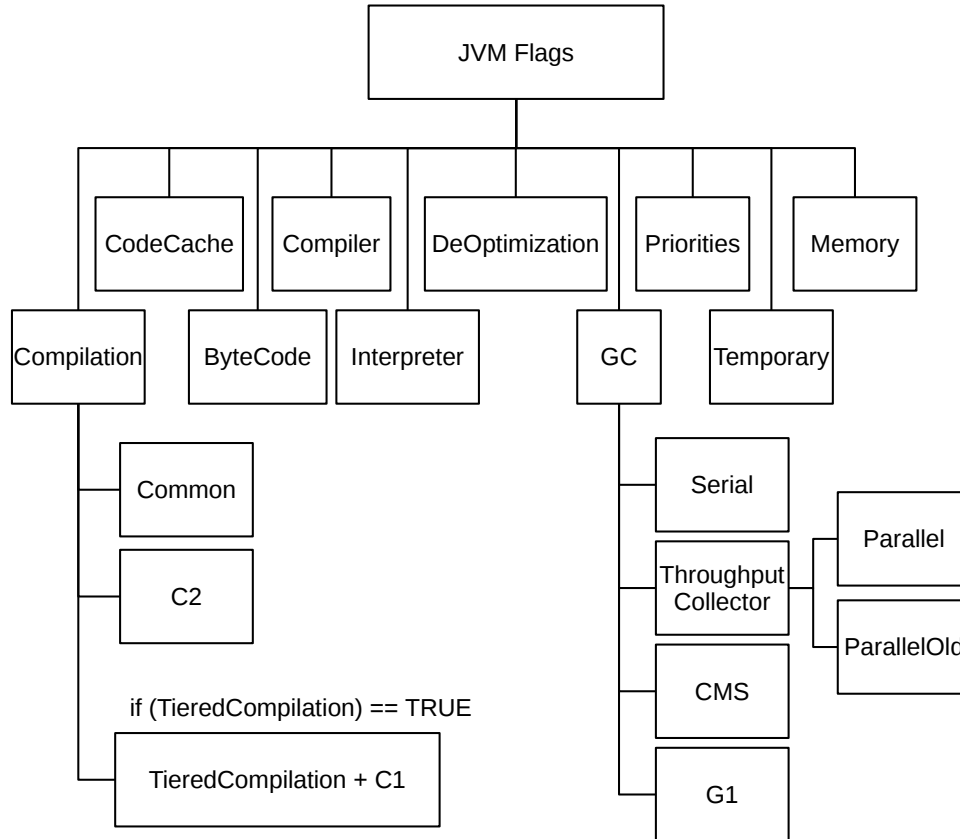 JVM Flags
CodeCache
Compiler
DeOptimization
Priorities
Memory
Compilation
ByteCode
Interpreter
GC
Temporary
Common
C2
if (TieredCompilation) == TRUE
TieredCompilation + C1
Serial
Throughput
Collector
Parallel
ParallelOld
CMS
G1